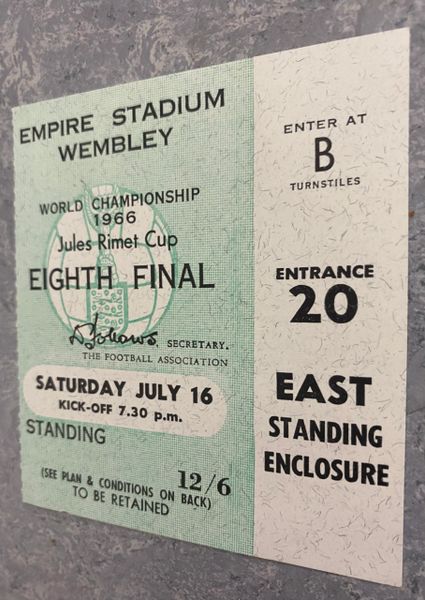 EMPIRE STADIUM
WEMBLEY
WORLD CHAMPIONSHIP
1966
Jules Rimet Cup
EIGHTH FINAL
D. Follows. SECRETARY.
THE FOOTBALL ASSOCIATION
SATURDAY JULY 16
KICK-OFF 7.30 p.m.
STANDING
12/6
(SEE PLAN & CONDITIONS ON BACK)
TO BE RETAINED
ENTER AT
B
TURNSTILES
ENTRANCE
20
EAST
STANDING
ENCLOSURE